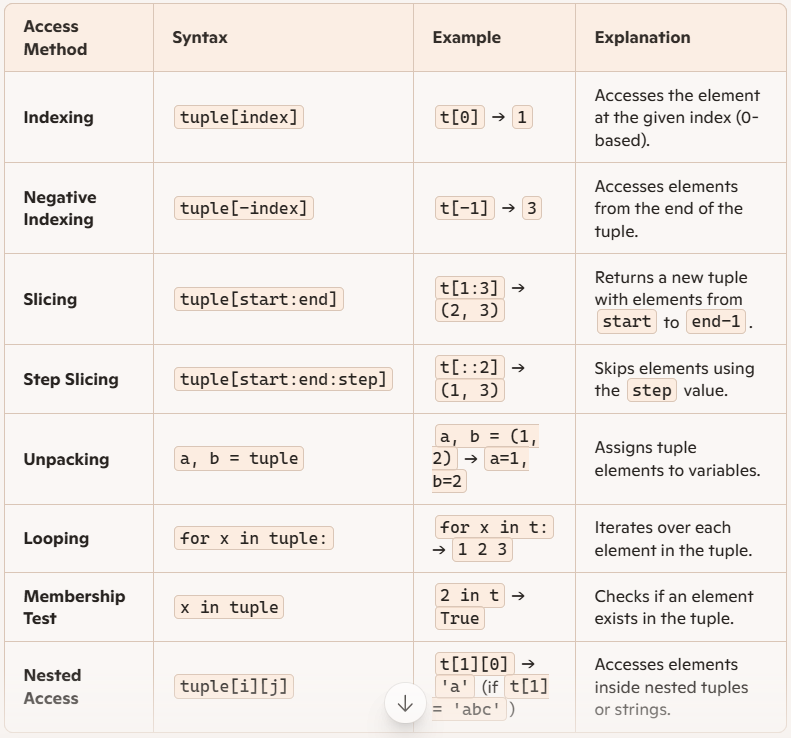 Access
Method
Syntax
Example
Explanation
Indexing
tuple[index]
t[0] → 1
Accesses the element
at the given index (0-
based).
Negative
Indexing
tuple[-index]
t[-1] → 3
Accesses elements
from the end of the
tuple.
Slicing
tuple[start:end]
t[1:3] →
(2, 3)
Returns a new tuple
with elements from
start to end-1.
Step Slicing
tuple[start:end:step]
t[::2] →
(1, 3)
Skips elements using
the step value.
Unpacking
a, b = tuple
a, b = (1,
2) → a=1,
b=2
Assigns tuple
elements to variables.
Looping
for x in tuple:
for x in t:
→ 1 2 3
Iterates over each
element in the tuple.
Membership
Test
x in tuple
2 in t →
True
Checks if an element
exists in the tuple.
Nested
Access
tuple[i][j]
t[1][0] →
'a' (if t[1]
= 'abc')
Accesses elements
inside nested tuples
or strings.